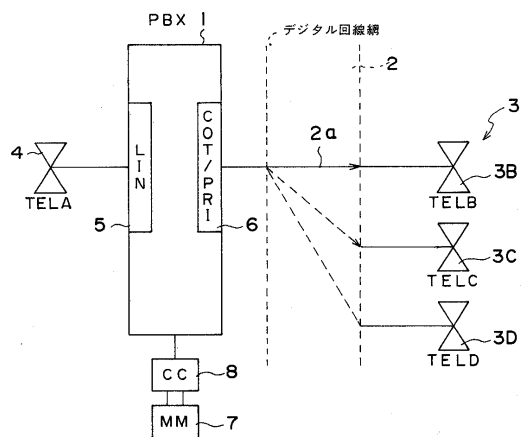 PBX 1
デジタル回線網
2
3
4
LIN
COT/PRI
2a
TELA
3B
TELB
5
6
3C
TELC
3D
TELD
CC
8
MM
7